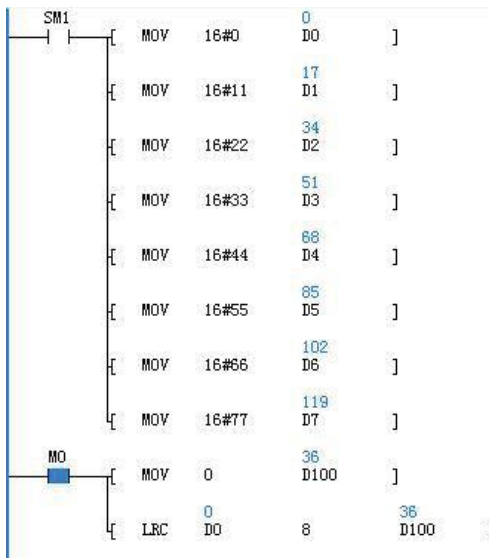 SM1 0
[ MOV 16#0 D0 ]
17
[ MOV 16#11 D1 ]
34
[ MOV 16#22 D2 ]
51
[ MOV 16#33 D3 ]
68
[ MOV 16#44 D4 ]
85
[ MOV 16#55 D5 ]
102
[ MOV 16#66 D6 ]
119
[ MOV 16#77 D7 ]
M0 36
[ MOV 0 D100 ]
0 36
[ LRC D0 8 D100